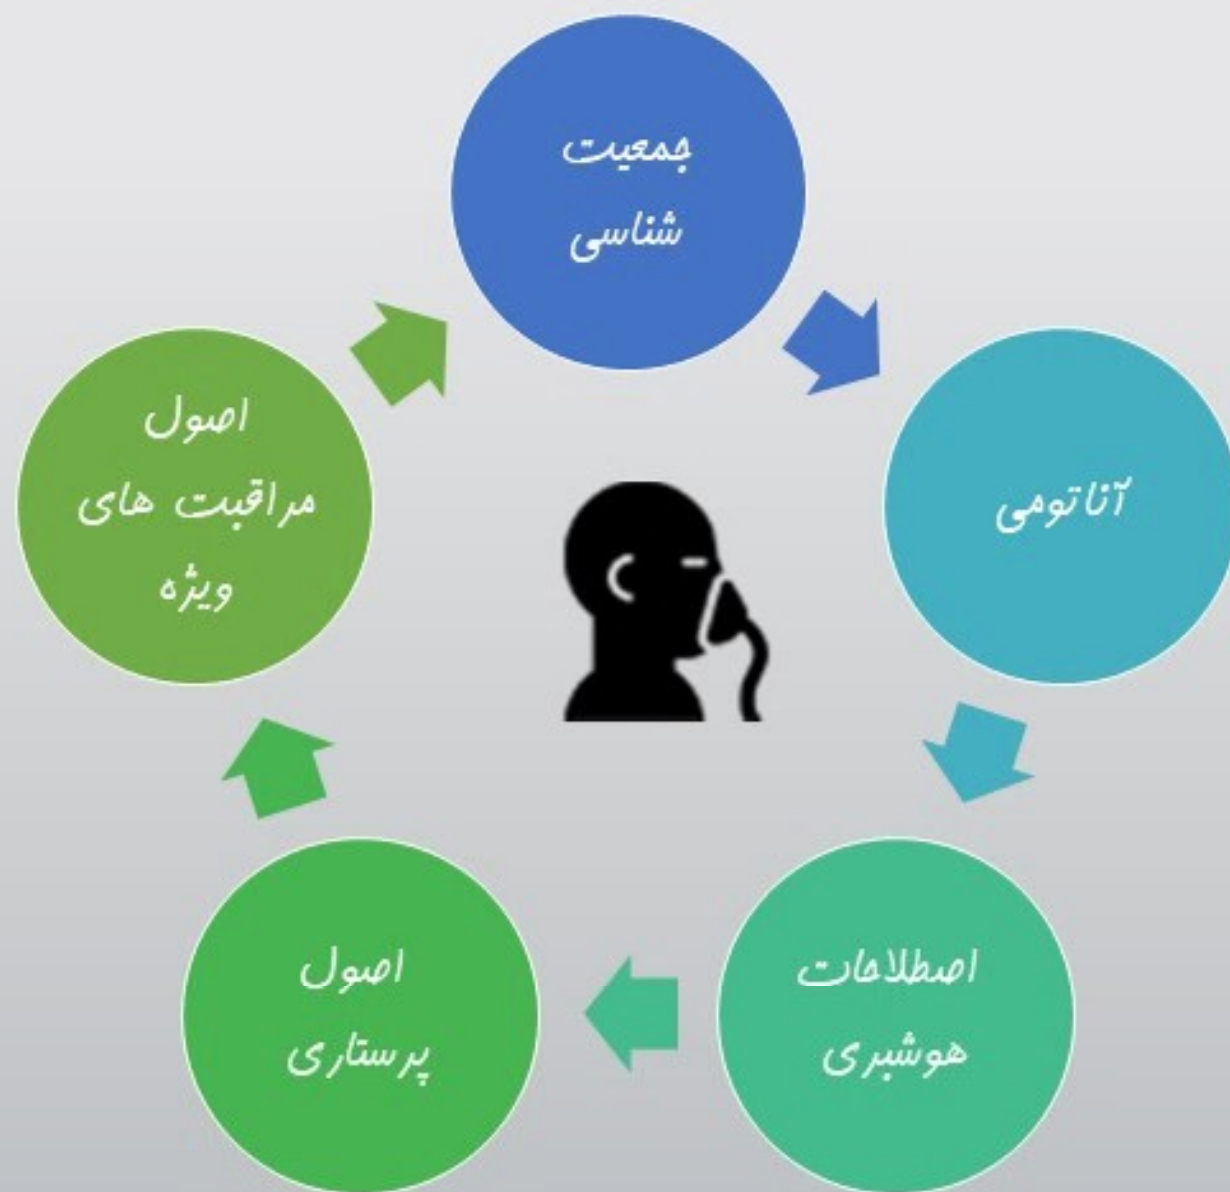 جمعیت
شناسی
آناتومی
اصطلاحات
هوشبری
اصول
پرستاری
اصول
مراقبت های
ویژه